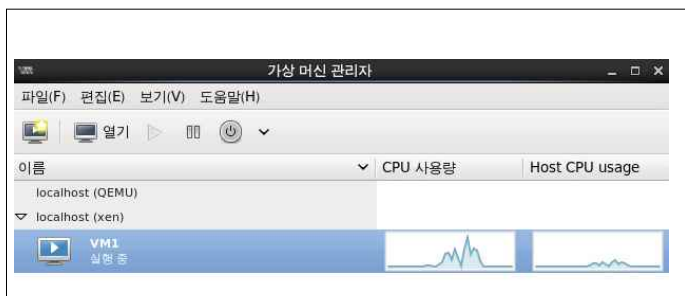 가상 머신 관리자
파일(F) 편집(E) 보기(V) 도움말(H)
열기
이름 CPU 사용량 Host CPU usage
localhost (QEMU)
localhost (xen)
VM1
실행 중